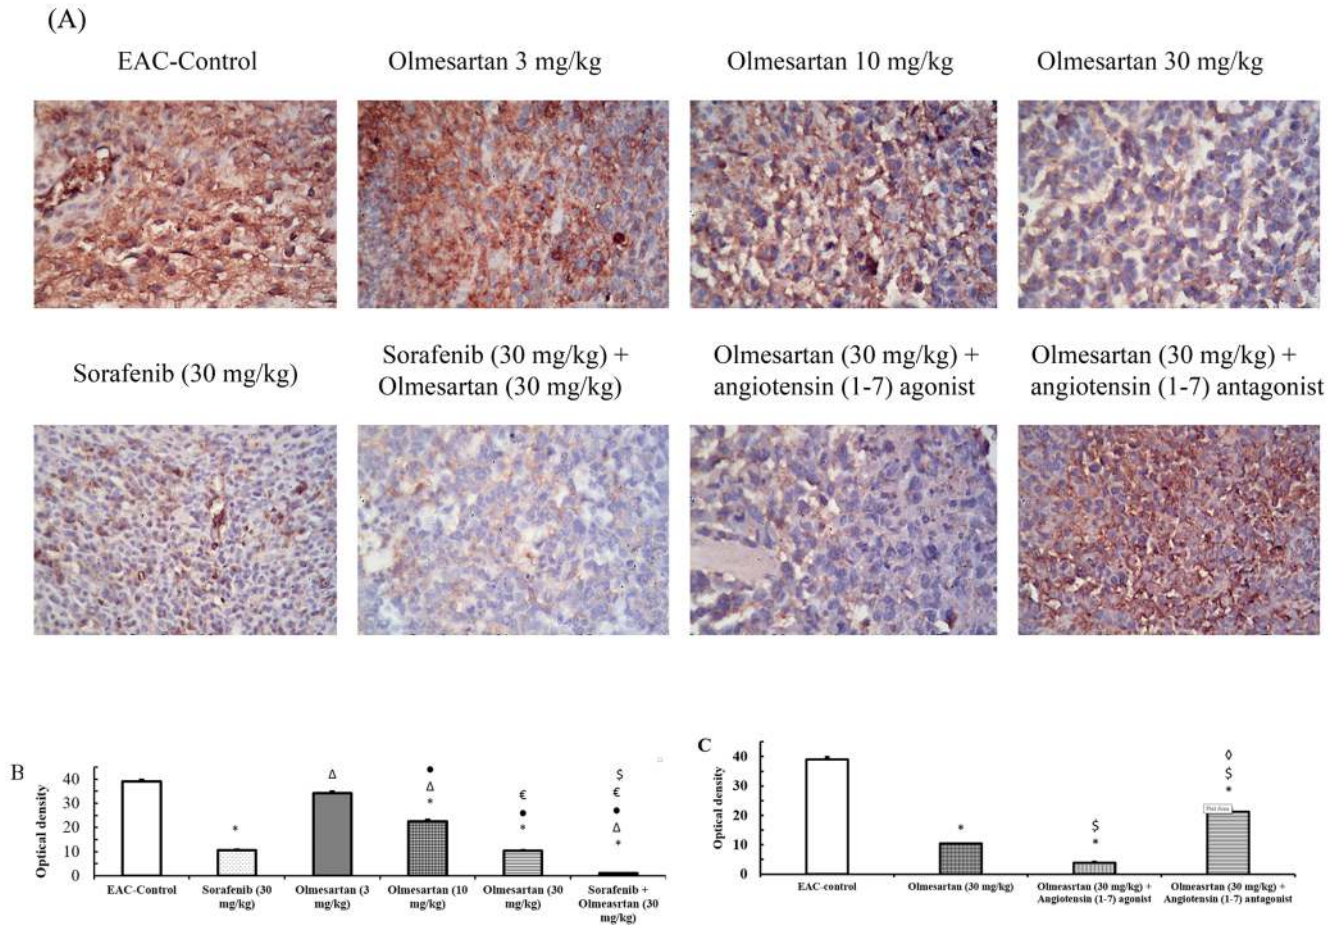 (A)
EAC-Control
Olmesartan 3 mg/kg
Olmesartan 10 mg/kg
Olmesartan 30 mg/kg
Sorafenib (30 mg/kg)
Sorafenib (30 mg/kg) +
Olmesartan (30 mg/kg)
Olmesartan (30 mg/kg) +
angiotensin (1-7) agonist
Olmesartan (30 mg/kg) +
angiotensin (1-7) antagonist
B
Optical density
40
30
20
10
0
*
Δ
●
Δ
*
€
●
*
$
€
●
Δ
*
EAC-Control
Sorafenib (30
mg/kg)
Olmesartan (3
mg/kg)
Olmesartan (10
mg/kg)
Olmesartan (30
mg/kg)
Sorafenib +
Olmeasrtan (30
mg/kg)
C
Optical density
40
30
20
10
0
*
$
*
◊
$
*
Plot Area
EAC-control
Olmesartan (30 mg/kg)
Olmeasrtan (30 mg/kg) +
Angiotensin (1-7) agonist
Olmeasrtan (30 mg/kg) +
Angiotensin (1-7) antagonist